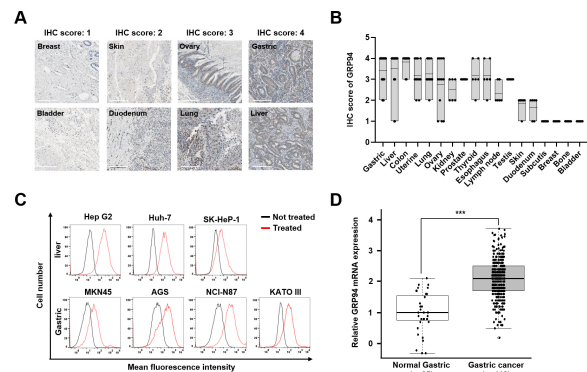 A
IHC score: 1
IHC score: 2
IHC score: 3
IHC score: 4
Breast
Skin
Ovary
Gastric
Bladder
Duodenum
Lung
Liver
B
IHC score of GRP94
5
4
3
2
1
0
Gastric
Liver
Colon
Uterine
Lung
Ovary
Kidney
Prostate
Thyroid
Esophagus
Lymph node
Testis
Skin
Duodenum
Subcutis
Breast
Bone
Bladder
C
Hep G2
Huh-7
SK-HeP-1
Not treated
Treated
liver
Cell number
MKN45
AGS
NCI-N87
KATO III
Gastric
Mean fluorescence intensity
D
Relative GRP94 mRNA expression
***
4
3
2
1
0
Normal Gastric
Gastric cancer